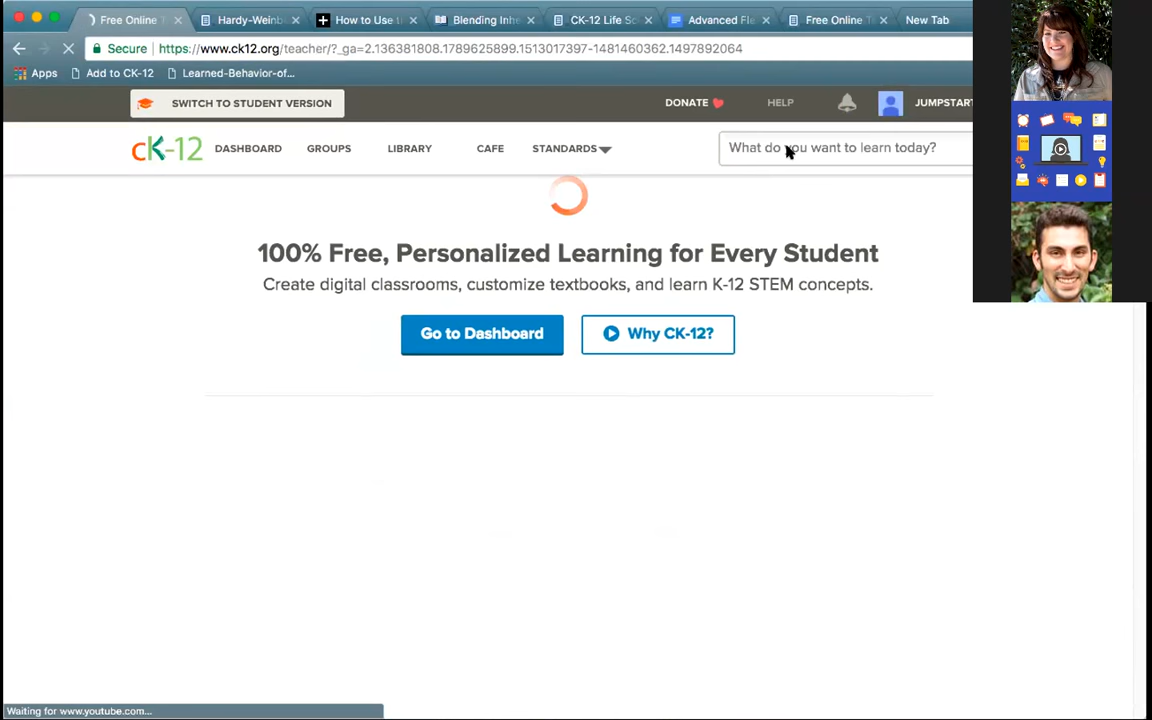 Free Online T
Hardy-Weinb
How to Use
Blending Inhe
CK-12 Life Sc
Advanced Fle
Free Online T
New Tab
Secure
https://www.ck12.org/teacher/?_ga=2.136381808.1789625899.1513017397-1481460362.1497892064
Apps
Add to CK-12
Learned-Behavior-of...
SWITCH TO STUDENT VERSION
DONATE
HELP
JUMPSTART
cK-12
DASHBOARD
GROUPS
LIBRARY
CAFE
STANDARDS
What do you want to learn today?
100% Free, Personalized Learning for Every Student
Create digital classrooms, customize textbooks, and learn K-12 STEM concepts.
Go to Dashboard
Why CK-12?
Waiting for www.youtube.com...